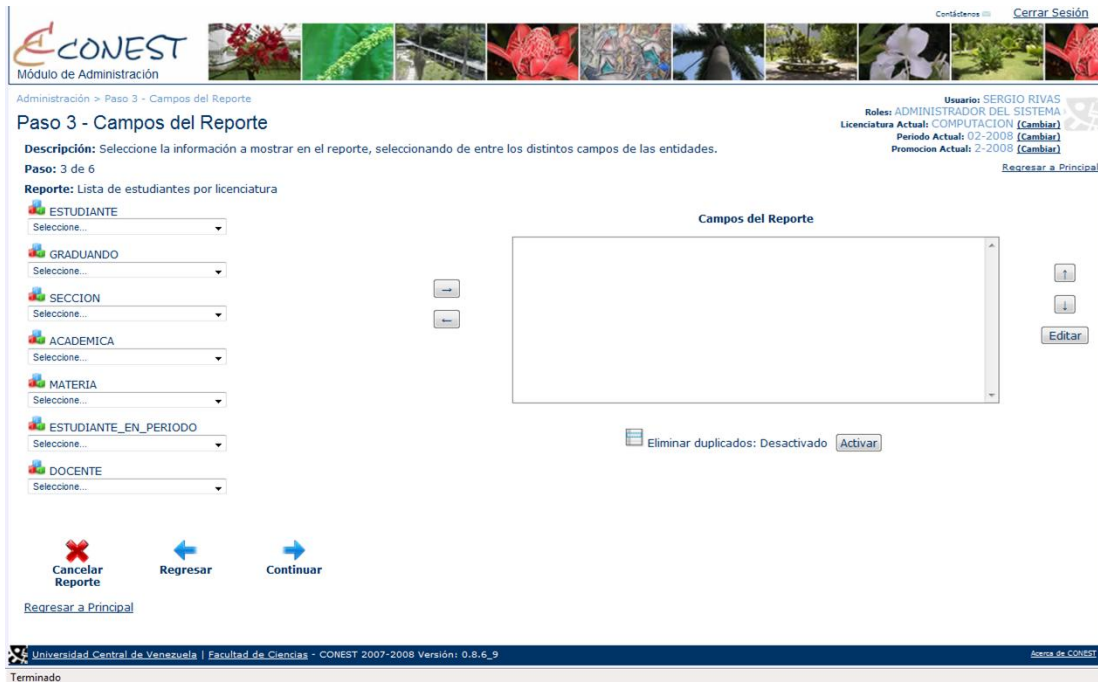 Contáctenos
Cerrar Sesión
CONEST
Módulo de Administración
Administración > Paso 3 - Campos del Reporte
Paso 3 - Campos del Reporte
Usuario: SERGIO RIVAS
Roles: ADMINISTRADOR DEL SISTEMA
Licenciatura Actual: COMPUTACION (Cambiar)
Periodo Actual: 02-2008 (Cambiar)
Promocion Actual: 2-2008 (Cambiar)
Descripción: Seleccione la información a mostrar en el reporte, seleccionando de entre los distintos campos de las entidades.
Paso: 3 de 6
Regresar a Principal
Reporte: Lista de estudiantes por licenciatura
ESTUDIANTE
Seleccione...
GRADUANDO
Seleccione...
SECCION
Seleccione...
ACADEMICA
Seleccione...
MATERIA
Seleccione...
ESTUDIANTE_EN_PERIODO
Seleccione...
DOCENTE
Seleccione...
→
←
Campos del Reporte
↑
↓
Editar
Eliminar duplicados: Desactivado Activar
Cancelar
Reporte
Regresar
Continuar
Regresar a Principal
Universidad Central de Venezuela | Facultad de Ciencias - CONEST 2007-2008 Versión: 0.8.6_9
Acerca de CONEST
Terminado